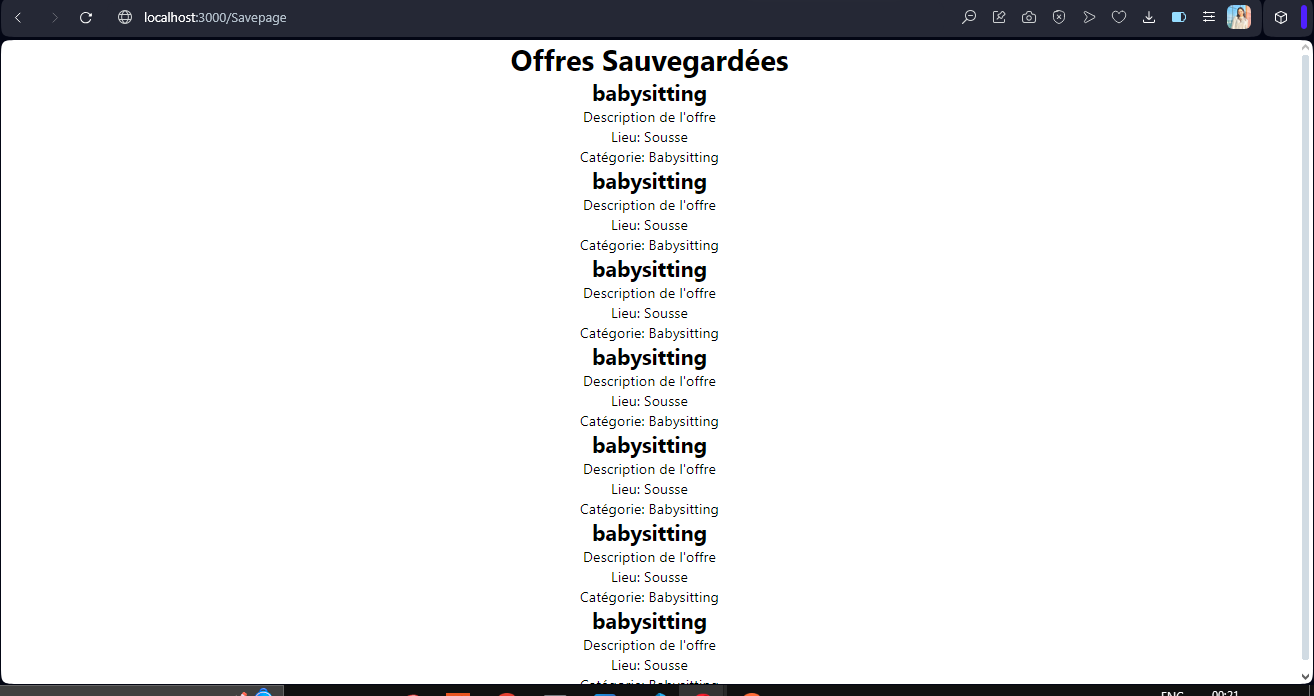 localhost:3000/Savepage
Offres Sauvegardées
babysitting
Description de l'offre
Lieu: Sousse
Catégorie: Babysitting
babysitting
Description de l'offre
Lieu: Sousse
Catégorie: Babysitting
babysitting
Description de l'offre
Lieu: Sousse
Catégorie: Babysitting
babysitting
Description de l'offre
Lieu: Sousse
Catégorie: Babysitting
babysitting
Description de l'offre
Lieu: Sousse
Catégorie: Babysitting
babysitting
Description de l'offre
Lieu: Sousse
Catégorie: Babysitting
babysitting
Description de l'offre
Lieu: Sousse
Catégorie: Babysitting
ENG 00:21